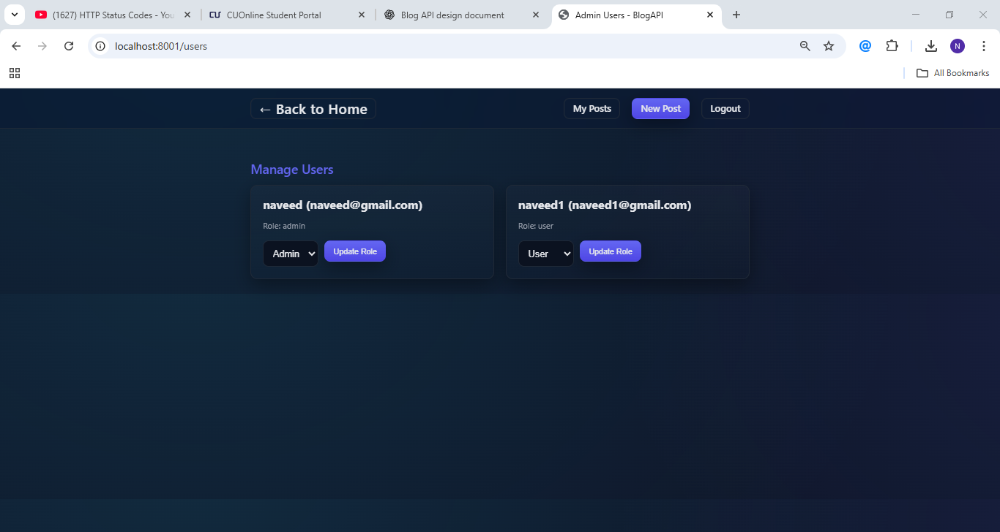 (1627) HTTP Status Codes - You
CUOnline Student Portal
Blog API design document
Admin Users - BlogAPI
localhost:8001/users
N
All Bookmarks
← Back to Home
My Posts
New Post
Logout
Manage Users
naveed (naveed@gmail.com)
Role: admin
Admin
Update Role
naveed1 (naveed1@gmail.com)
Role: user
User
Update Role